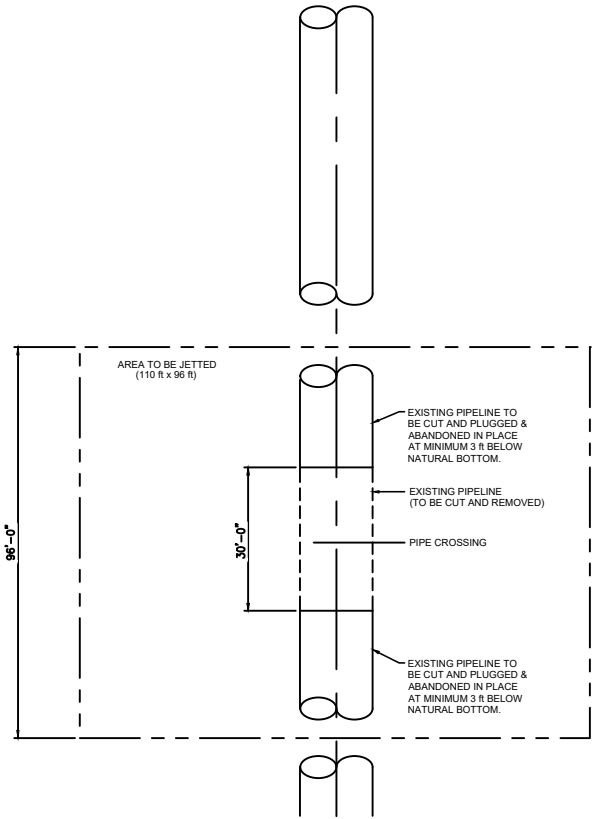 AREA TO BE JETTED
(110 ft x 96 ft)
EXISTING PIPELINE TO
BE CUT AND PLUGGED &
ABANDONED IN PLACE
AT MINIMUM 3 ft BELOW
NATURAL BOTTOM.
EXISTING PIPELINE
(TO BE CUT AND REMOVED)
96'-0"
30'-0"
PIPE CROSSING
EXISTING PIPELINE TO
BE CUT AND PLUGGED &
ABANDONED IN PLACE
AT MINIMUM 3 ft BELOW
NATURAL BOTTOM.